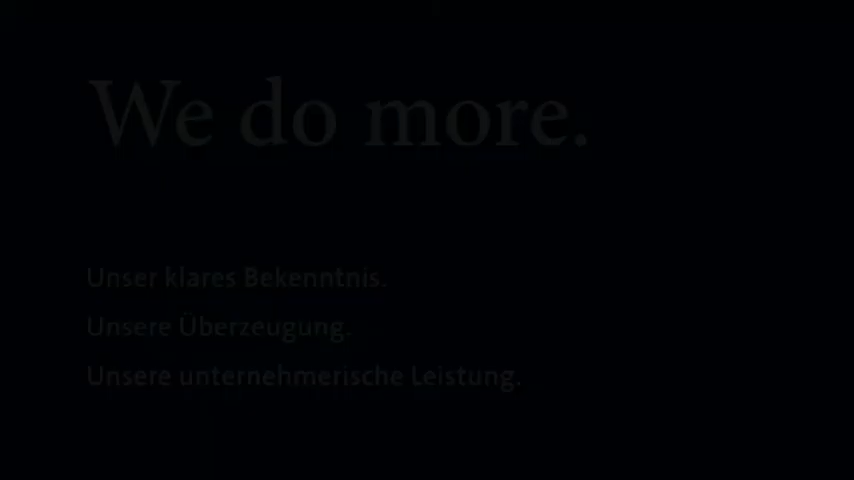 We do more.
Unser klares Bekenntnis.
Unsere Überzeugung.
Unsere unternehmerische Leistung.